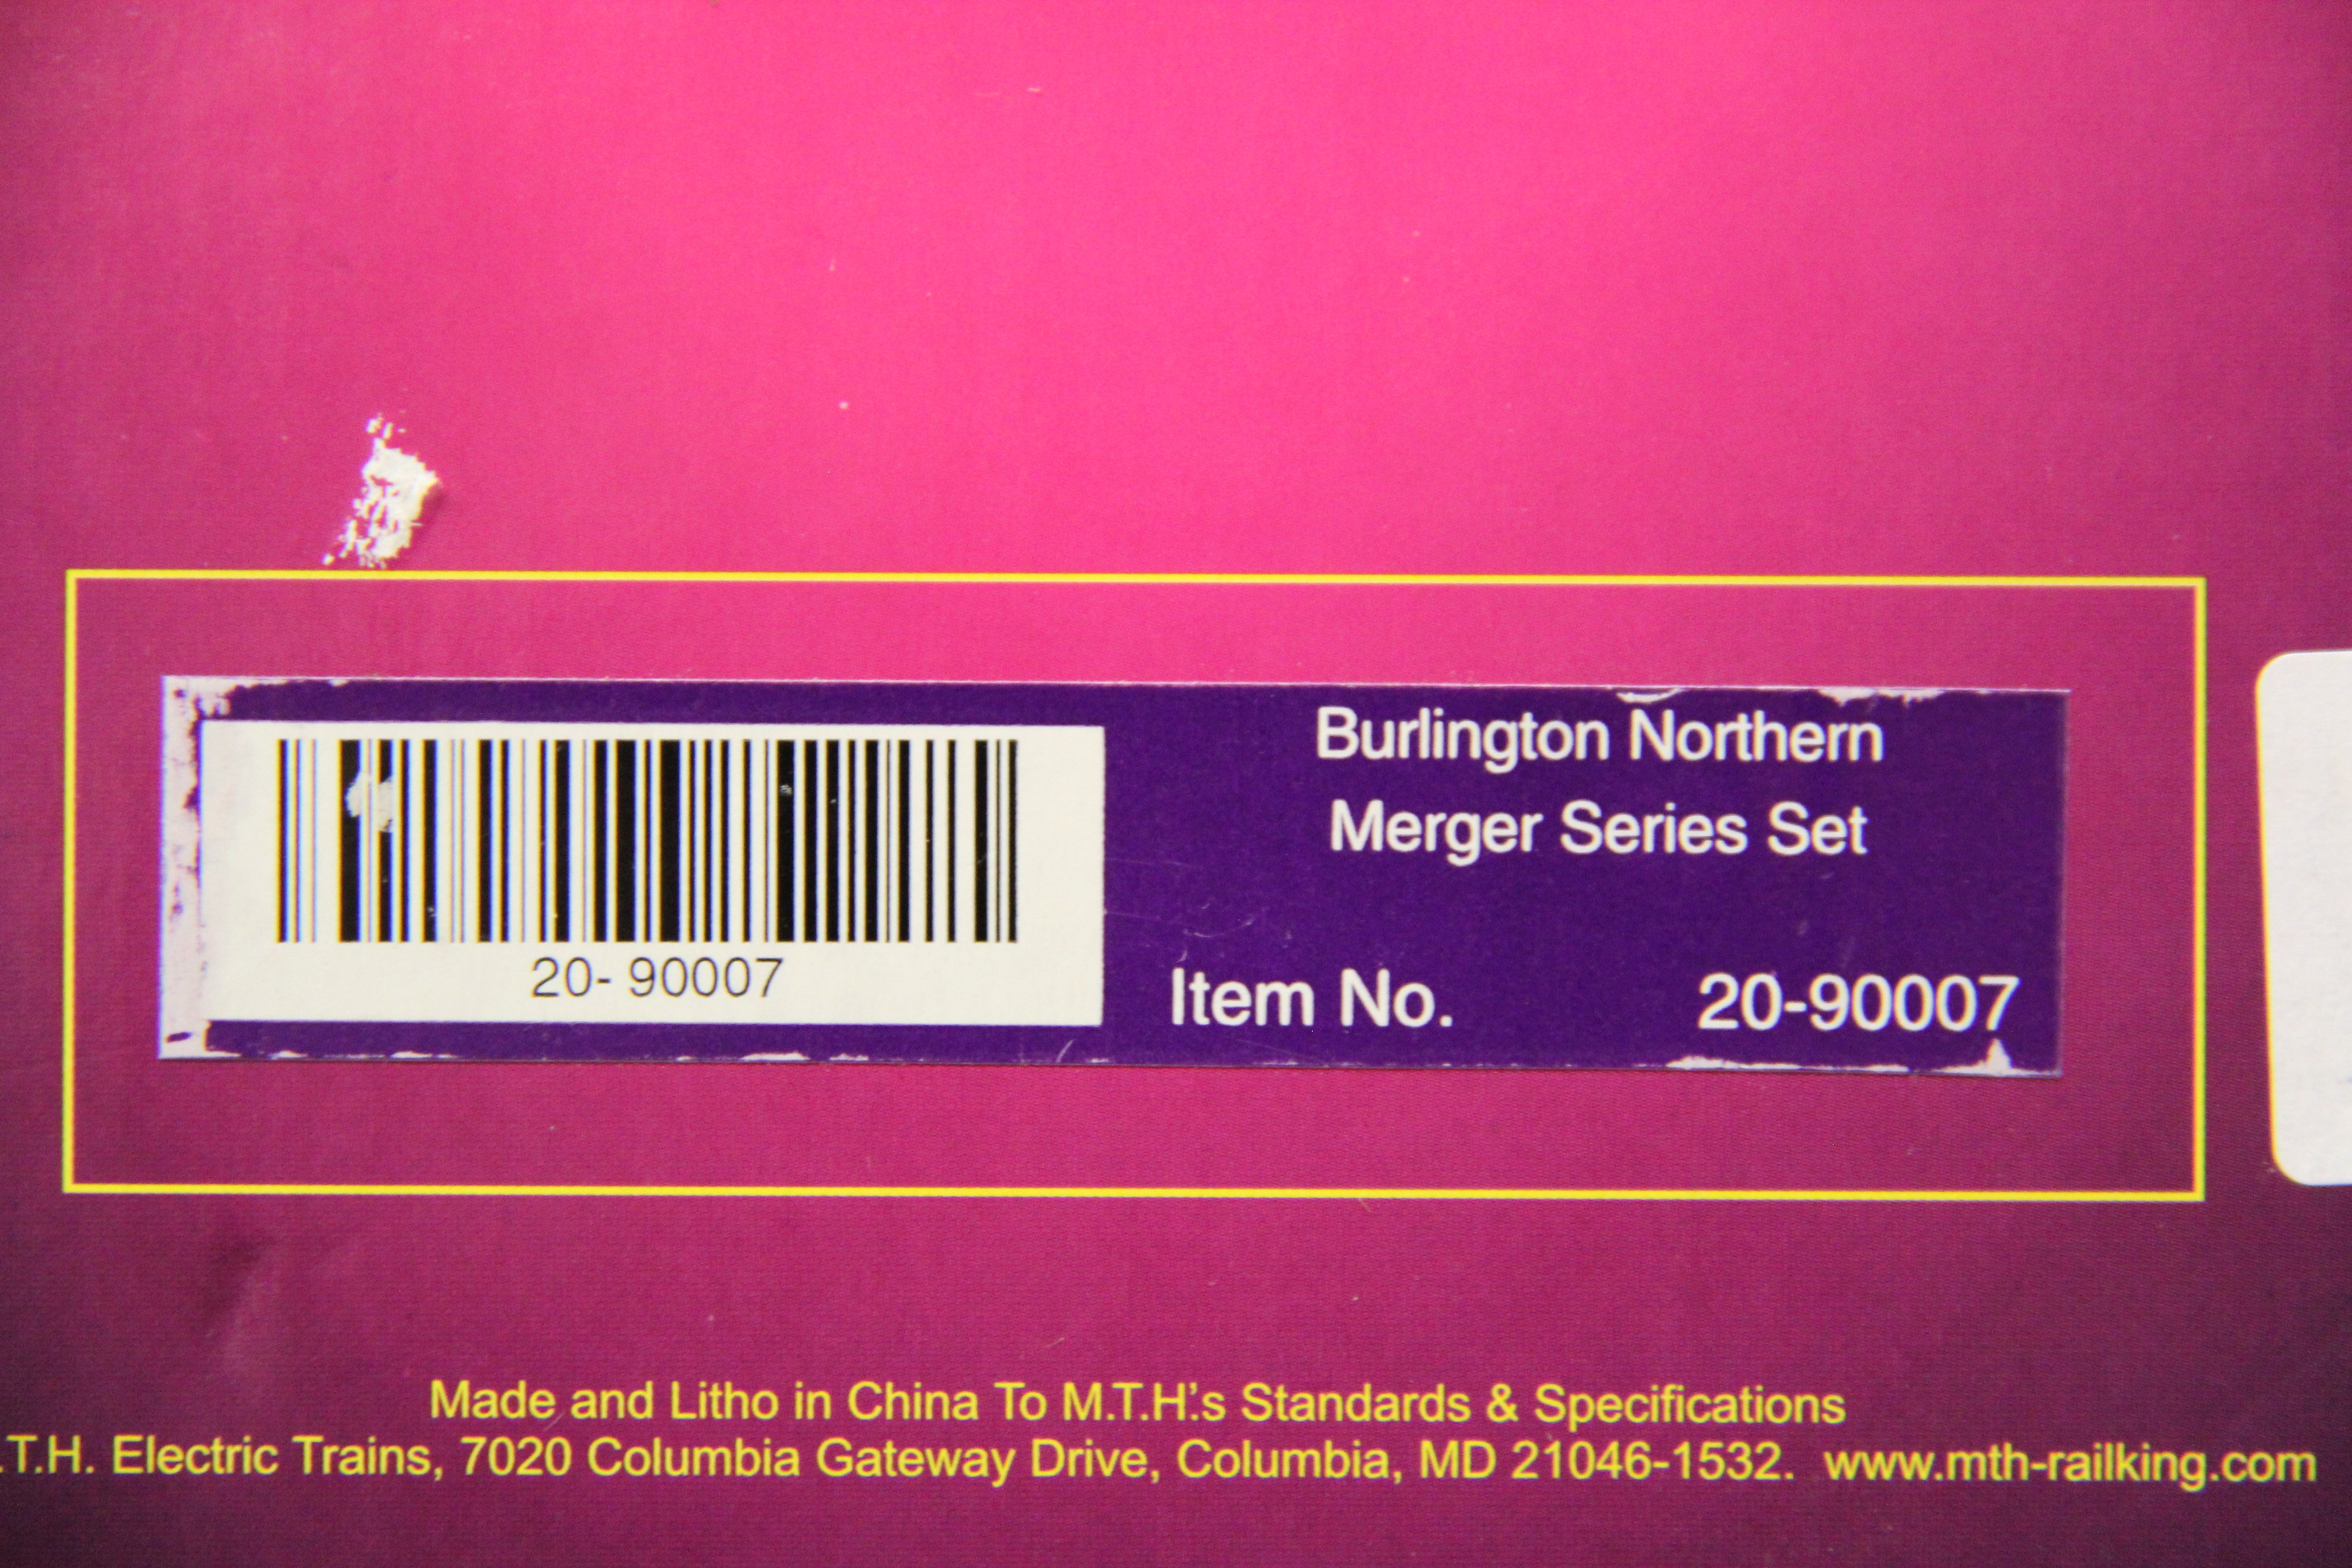 Burlington Northern
Merger Series Set
20- 90007
Item No. 20-90007
Made and Litho in China To M.T.H.'s Standards & Specifications
.T.H. Electric Trains, 7020 Columbia Gateway Drive, Columbia, MD 21046-1532. www.mth-railking.com